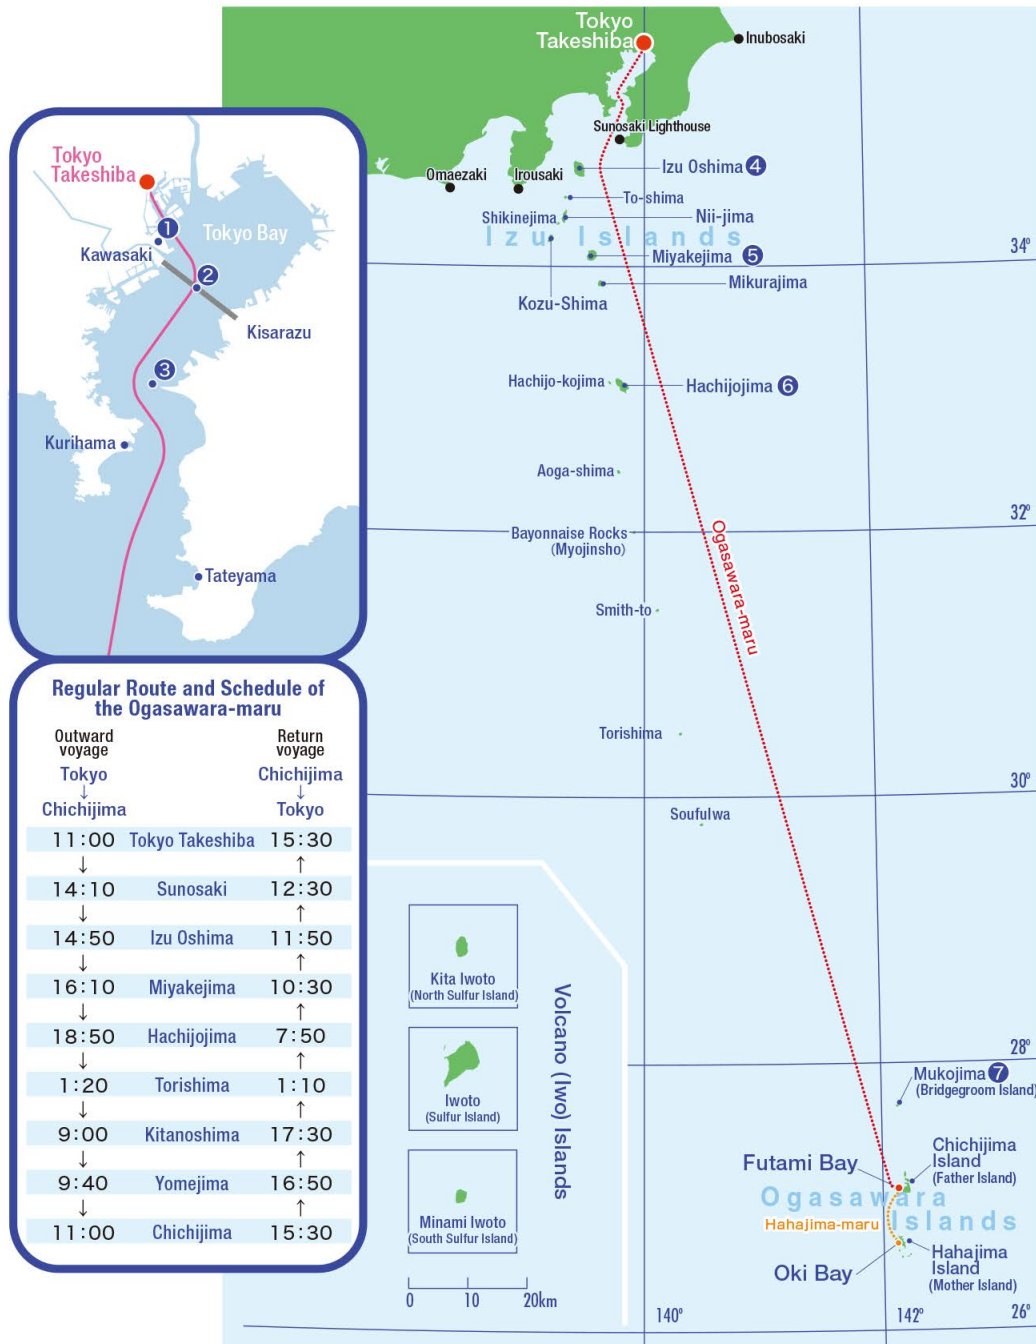 Tokyo
Takeshiba
Inubosaki
Sunosaki Lighthouse
Omaezaki
Irousaki
Izu Oshima 4
To-shima
Shikinejima
Nii-jima
Izu Islands
34°
Miyakejima 5
Mikurajima
Kozu-Shima
Hachijo-kojima
Hachijojima 6
Aoga-shima
32°
Bayonnaise Rocks
(Myojinsho)
Ogasawara-maru
Smith-to
Torishima
30°
Soufulwa
28°
Mukojima 7
(Bridgegroom Island)
Chichijima
Island
(Father Island)
Futami Bay
Ogasawara
Islands
Hahajima-maru
Oki Bay
Hahajima
Island
(Mother Island)
140°
142°
26°
Tokyo
Takeshiba
1
Tokyo Bay
Kawasaki
2
Kisarazu
3
Kurihama
Tateyama
Regular Route and Schedule of
the Ogasawara-maru
Outward
voyage
Return
voyage
Tokyo
↓
Chichijima
Chichijima
↓
Tokyo
11:00 Tokyo Takeshiba 15:30
↓ ↑
14:10 Sunosaki 12:30
↓ ↑
14:50 Izu Oshima 11:50
↓ ↑
16:10 Miyakejima 10:30
↓ ↑
18:50 Hachijojima 7:50
↓ ↑
1:20 Torishima 1:10
↓ ↑
9:00 Kitanoshima 17:30
↓ ↑
9:40 Yomejima 16:50
↓ ↑
11:00 Chichijima 15:30
Kita Iwoto
(North Sulfur Island)
Iwoto
(Sulfur Island)
Minami Iwoto
(South Sulfur Island)
Volcano (Iwo) Islands
0 10 20km